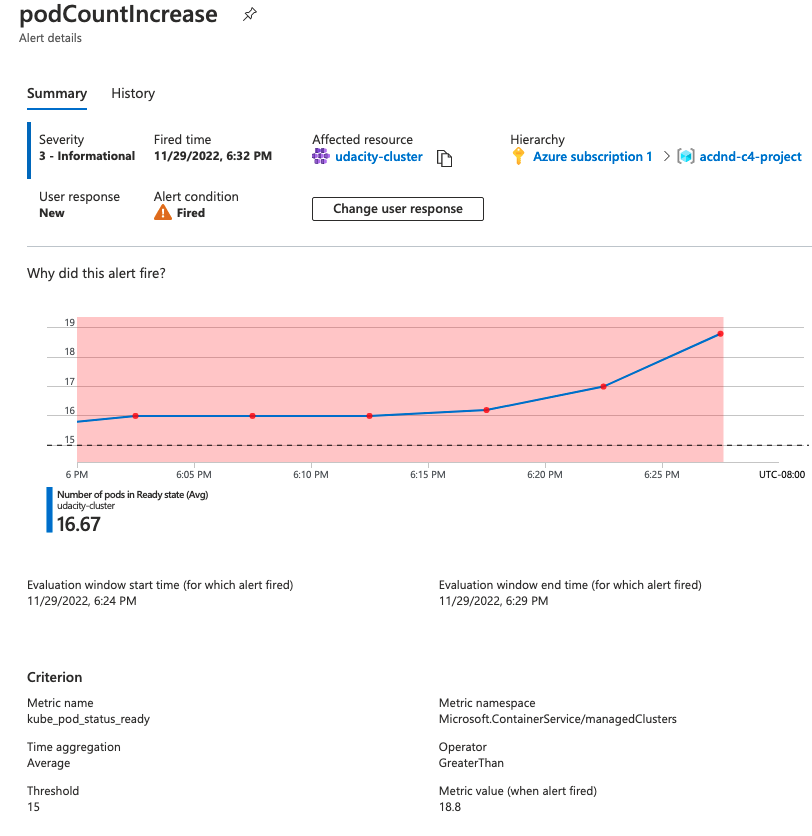 podCountIncrease
Alert details
Summary History
Severity Fired time Affected resource Hierarchy
3 - Informational 11/29/2022, 6:32 PM udacity-cluster Azure subscription 1 > acdnd-c4-project
User response Alert condition
New Fired Change user response
Why did this alert fire?
19
18
17
16
15
6 PM 6:05 PM 6:10 PM 6:15 PM 6:20 PM 6:25 PM UTC-08:00
Number of pods in Ready state (Avg)
udacity-cluster
16.67
Evaluation window start time (for which alert fired) Evaluation window end time (for which alert fired)
11/29/2022, 6:24 PM 11/29/2022, 6:29 PM
Criterion
Metric name Metric namespace
kube_pod_status_ready Microsoft.ContainerService/managedClusters
Time aggregation Operator
Average GreaterThan
Threshold Metric value (when alert fired)
15 18.8